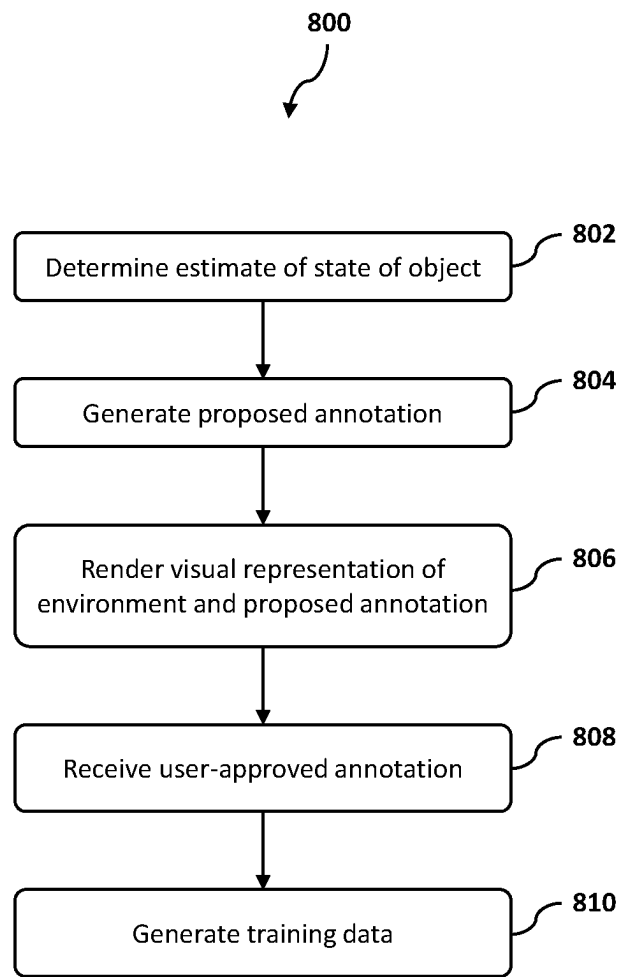 800
802
Determine estimate of state of object
804
Generate proposed annotation
806
Render visual representation of
environment and proposed annotation
808
Receive user-approved annotation
810
Generate training data